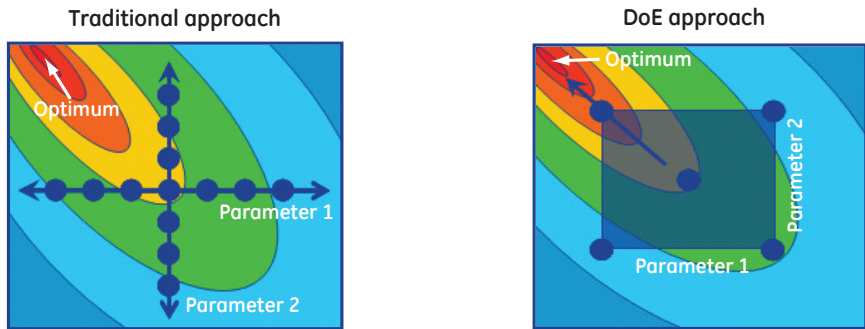 Traditional approach
Optimum
Parameter 1
Parameter 2
DoE approach
Optimum
Parameter 2
Parameter 1